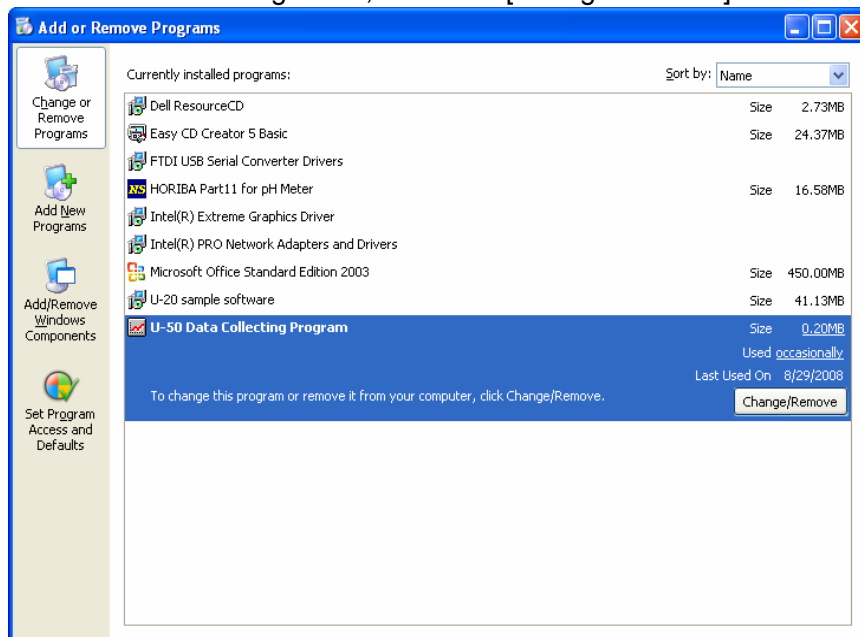 Add or Remove Programs
Change or
Remove
Programs
Add New
Programs
Add/Remove
Windows
Components
Set Program
Access and
Defaults
Currently installed programs:
Sort by: Name
Dell ResourceCD Size 2.73MB
Easy CD Creator 5 Basic Size 24.37MB
FTDI USB Serial Converter Drivers
NS HORIBA Part11 for pH Meter Size 16.58MB
Intel(R) Extreme Graphics Driver
Intel(R) PRO Network Adapters and Drivers
Microsoft Office Standard Edition 2003 Size 450.00MB
U-20 sample software Size 41.13MB
U-50 Data Collecting Program Size 0.20MB
Used occasionally
Last Used On 8/29/2008
To change this program or remove it from your computer, click Change/Remove. Change/Remove